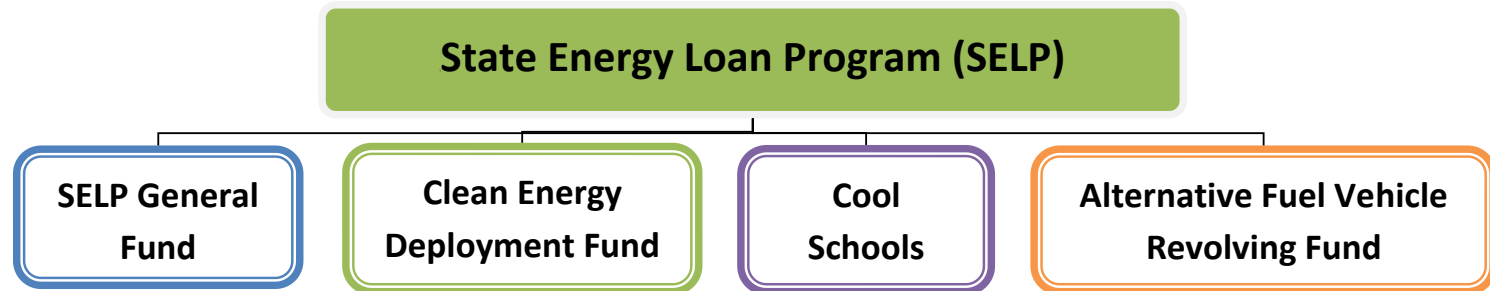 State Energy Loan Program (SELP)
SELP General
Fund
Clean Energy
Deployment Fund
Cool
Schools
Alternative Fuel Vehicle
Revolving Fund